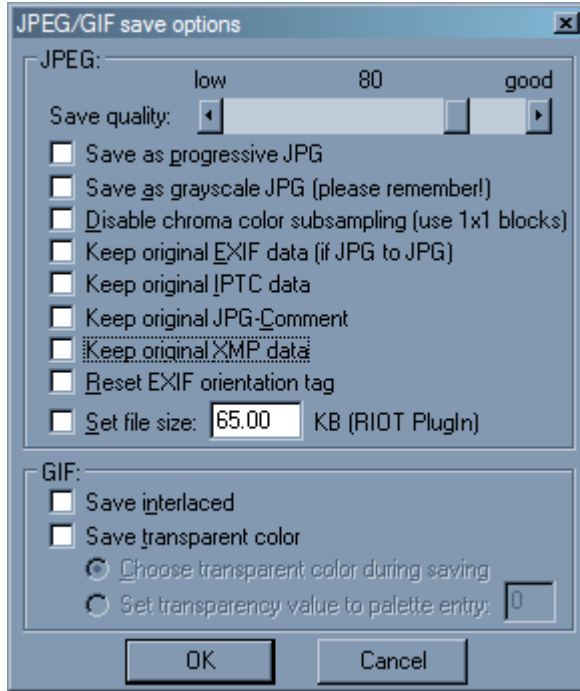 JPEG/GIF save options
JPEG:
low 80 good
Save quality:
Save as progressive JPG
Save as grayscale JPG (please remember!)
Disable chroma color subsampling (use 1x1 blocks)
Keep original EXIF data (if JPG to JPG)
Keep original IPTC data
Keep original JPG-Comment
Keep original XMP data
Reset EXIF orientation tag
Set file size: 65.00 KB (RIOT PlugIn)
GIF:
Save interlaced
Save transparent color
Choose transparent color during saving
Set transparency value to palette entry: 0
OK Cancel